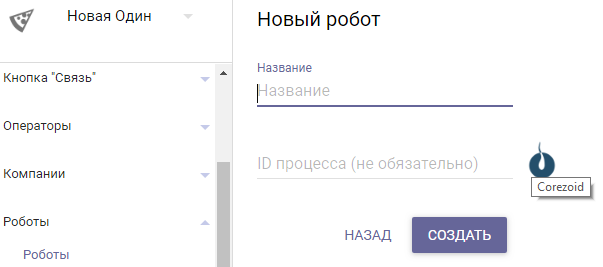 Новая Один
Кнопка "Связь"
Операторы
Компании
Роботы
Роботы
Новый робот
Название
Название
ID процесса (не обязательно)
Corezoid
НАЗАД
СОЗДАТЬ